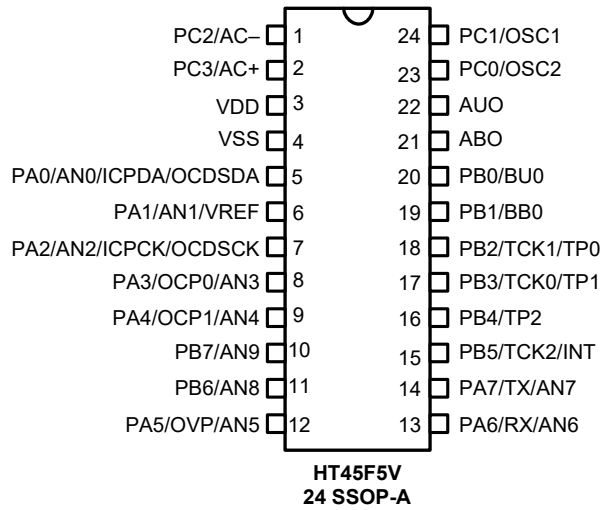 PC2/AC– 1 24 PC1/OSC1
PC3/AC+ 2 23 PC0/OSC2
VDD 3 22 AUO
VSS 4 21 ABO
PA0/AN0/ICPDA/OCDSDA 5 20 PB0/BU0
PA1/AN1/VREF 6 19 PB1/BB0
PA2/AN2/ICPCK/OCDSCK 7 18 PB2/TCK1/TP0
PA3/OCP0/AN3 8 17 PB3/TCK0/TP1
PA4/OCP1/AN4 9 16 PB4/TP2
PB7/AN9 10 15 PB5/TCK2/INT
PB6/AN8 11 14 PA7/TX/AN7
PA5/OVP/AN5 12 13 PA6/RX/AN6
HT45F5V
24 SSOP-A